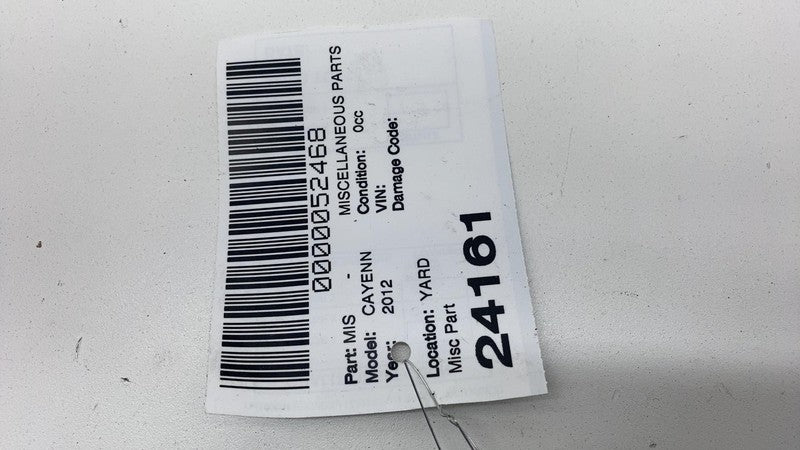 0000052468
Part: MIS - MISCELLANEOUS PARTS
Model: CAYENN Condition: 0cc
Year: 2012 VIN:
Damage Code:
Location: YARD
Misc Part
24161